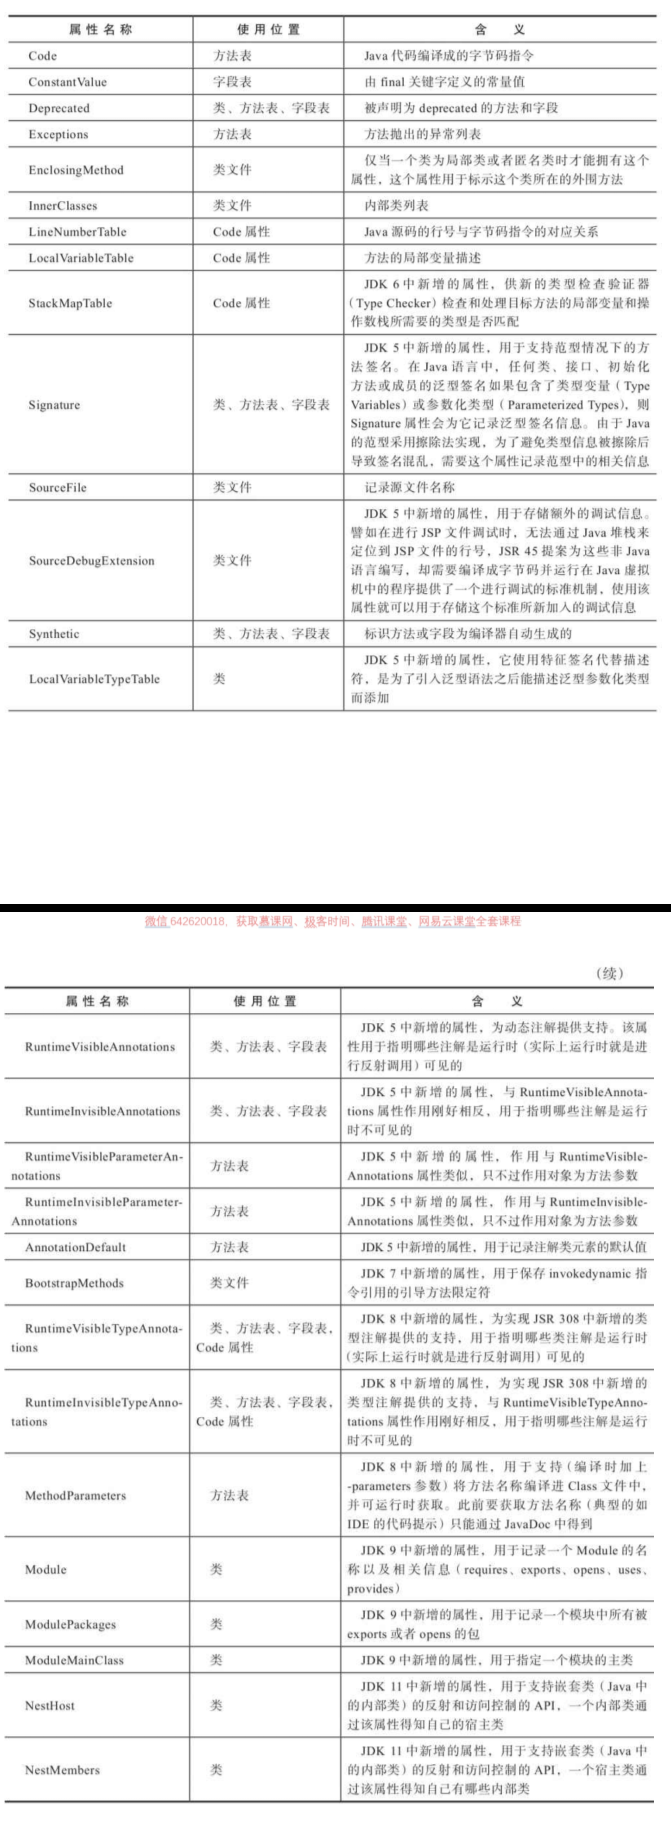 属性名称 使用位置 含 义
Code 方法表 Java 代码编译成的字节码指令
ConstantValue 字段表 由 final 关键字定义的常量值
Deprecated 类、方法表、字段表 被声明为 deprecated 的方法和字段
Exceptions 方法表 方法抛出的异常列表
EnclosingMethod 类文件 仅当一个类为局部类或者匿名类时才能拥有这个
属性，这个属性用于标示这个类所在的外围方法
InnerClasses 类文件 内部类列表
LineNumberTable Code 属性 Java 源码的行号与字节码指令的对应关系
LocalVariableTable Code 属性 方法的局部变量描述
StackMapTable Code 属性 JDK 6 中新增的属性，供新的类型检查验证器
（Type Checker）检查和处理目标方法的局部变量和操
作数栈所需要的类型是否匹配
Signature 类、方法表、字段表 JDK 5 中新增的属性，用于支持范型情况下的方
法签名。在 Java 语言中，任何类、接口、初始化
方法或成员的泛型签名如果包含了类型变量（Type
Variables）或参数化类型（Parameterized Types），则
Signature 属性会为它记录泛型签名信息。由于 Java
的范型采用擦除法实现，为了避免类型信息被擦除后
导致签名混乱，需要这个属性记录范型中的相关信息
SourceFile 类文件 记录源文件名称
SourceDebugExtension 类文件 JDK 5 中新增的属性，用于存储额外的调试信息。
譬如在进行 JSP 文件调试时，无法通过 Java 堆栈来
定位到 JSP 文件的行号，JSR 45 提案为这些非 Java
语言编写，却需要编译成字节码并运行在 Java 虚拟
机中的程序提供了一个进行调试的标准机制，使用该
属性就可以用于存储这个标准所新加入的调试信息
Synthetic 类、方法表、字段表 标识方法或字段为编译器自动生成的
LocalVariableTypeTable 类 JDK 5 中新增的属性，它使用特征签名代替描述
符，是为了引入泛型语法之后能描述泛型参数化类型
而添加
微信 642620018，获取慕课网、极客时间、腾讯课堂、网易云课堂全套课程
（续）
属性名称 使用位置 含 义
RuntimeVisibleAnnotations 类、方法表、字段表 JDK 5 中新增的属性，为动态注解提供支持。该属
性用于指明哪些注解是运行时（实际上运行时就是进
行反射调用）可见的
RuntimeInvisibleAnnotations 类、方法表、字段表 JDK 5 中新增的属性，与 RuntimeVisibleAnnota-
tions 属性作用刚好相反，用于指明哪些注解是运行
时不可见的
RuntimeVisibleParameterAn-
notations 方法表 JDK 5 中新增的属性，作用与 RuntimeVisible-
Annotations 属性类似，只不过作用对象为方法参数
RuntimeInvisibleParameter-
Annotations 方法表 JDK 5 中新增的属性，作用与 RuntimeInvisible-
Annotations 属性类似，只不过作用对象为方法参数
AnnotationDefault 方法表 JDK 5 中新增的属性，用于记录注解类元素的默认值
BootstrapMethods 类文件 JDK 7 中新增的属性，用于保存 invokedynamic 指
令引用的引导方法限定符
RuntimeVisibleTypeAnnota-
tions 类、方法表、字段表，
Code 属性 JDK 8 中新增的属性，为实现 JSR 308 中新增的类
型注解提供的支持，用于指明哪些类注解是运行时
（实际上运行时就是进行反射调用）可见的
RuntimeInvisibleTypeAnno-
tations 类、方法表、字段表，
Code 属性 JDK 8 中新增的属性，为实现 JSR 308 中新增的
类型注解提供的支持，与 RuntimeVisibleTypeAnno-
tations 属性作用刚好相反，用于指明哪些注解是运行
时不可见的
MethodParameters 方法表 JDK 8 中新增的属性，用于支持（编译时加上
-parameters 参数）将方法名称编译进 Class 文件中，
并可运行时获取。此前要获取方法名称（典型的如
IDE 的代码提示）只能通过 JavaDoc 中得到
Module 类 JDK 9 中新增的属性，用于记录一个 Module 的名
称以及相关信息（requires、exports、opens、uses、
provides）
ModulePackages 类 JDK 9 中新增的属性，用于记录一个模块中所有被
exports 或者 opens 的包
ModuleMainClass 类 JDK 9 中新增的属性，用于指定一个模块的主类
NestHost 类 JDK 11 中新增的属性，用于支持嵌套类（Java 中
的内部类）的反射和访问控制的 API，一个内部类通
过该属性得知自己的宿主类
NestMembers 类 JDK 11 中新增的属性，用于支持嵌套类（Java 中
的内部类）的反射和访问控制的 API，一个宿主类通
过该属性得知自己有哪些内部类